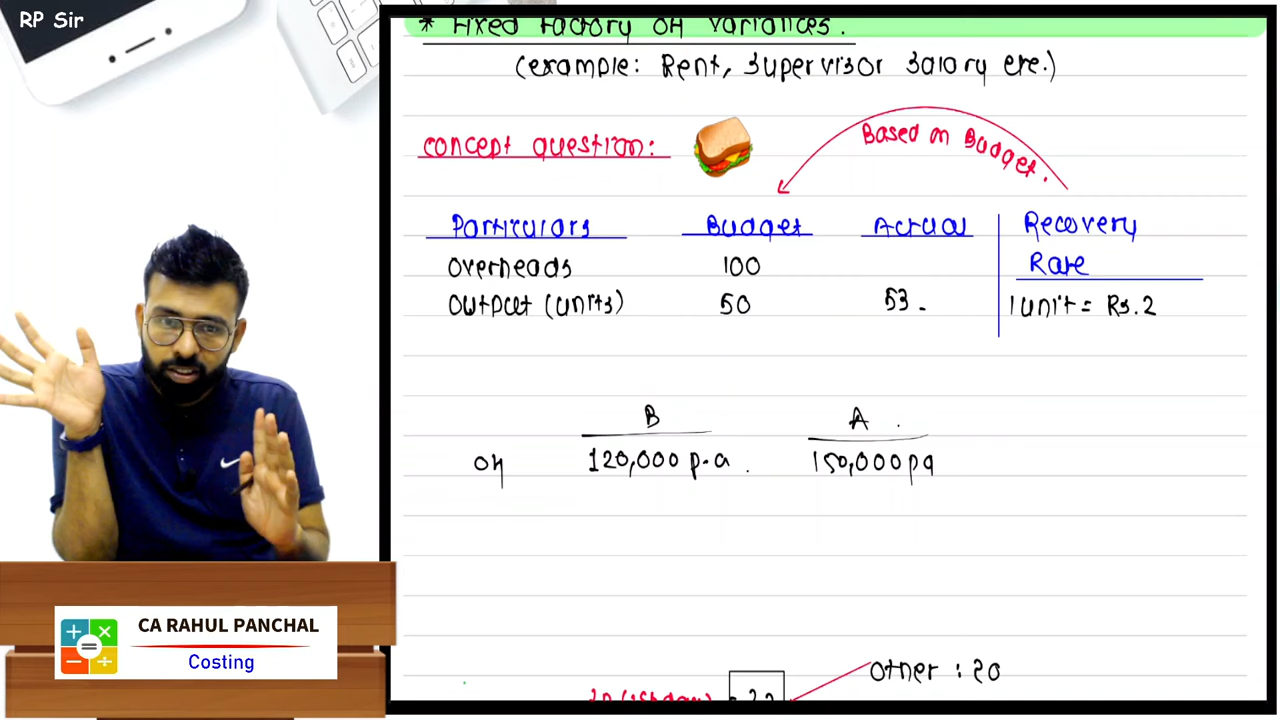 RP Sir
* Fixed Factory OH Variances.
(example: Rent, Supervisor Salary etc.)
Concept question:
Based on Budget.
Particulars Budget Actual Recovery Rate
Overheads 100
Output (units) 50 53. 1 unit = Rs. 2
B A
OH 120,000 p.a. 150,000 pa
Other : 20
CA RAHUL PANCHAL
Costing